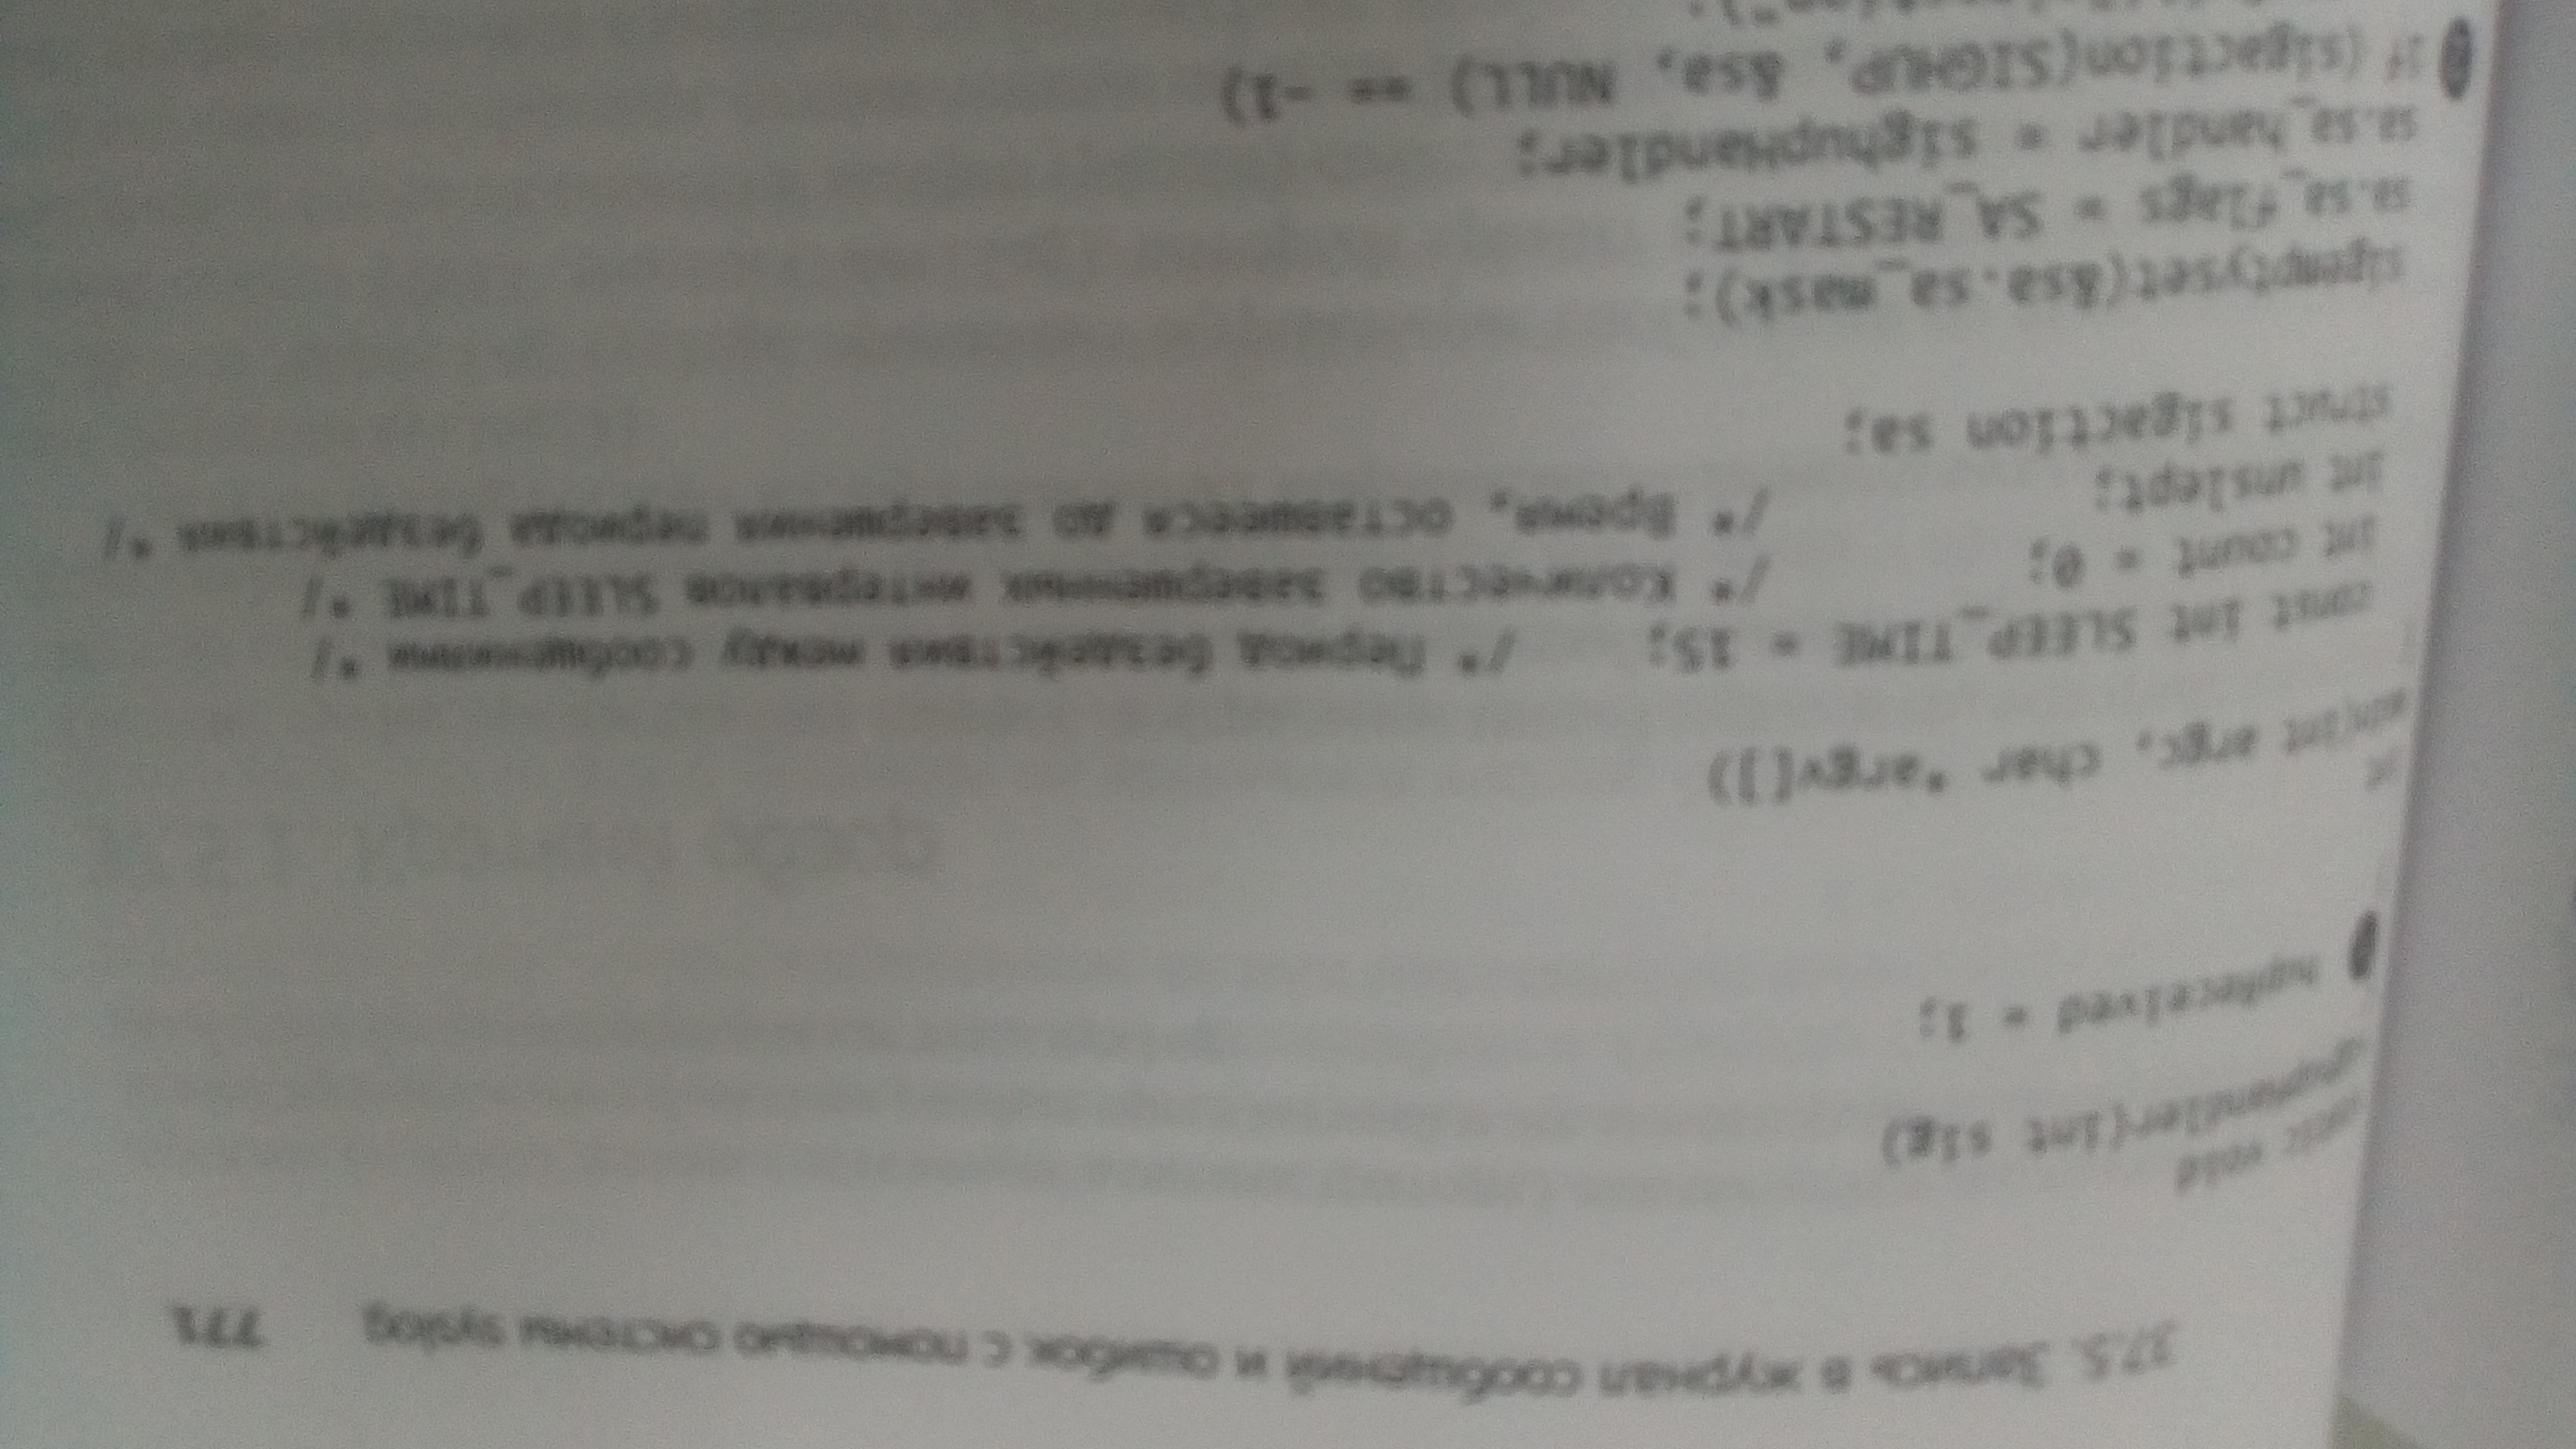 37.5. Запись в журнал сообщений и ошибок с помощью системы syslog 771
static void
sighupHandler(int sig)
hupReceived = 1;
int
main(int argc, char *argv[])
const int SLEEP_TIME = 15; /* Период бездействия между сообщениями */
int count = 0; /* Количество завершенных интервалов SLEEP_TIME */
int unslept; /* Время, оставшееся до завершения периода бездействия */
struct sigaction sa;
sigemptyset(&sa.sa_mask);
sa.sa_flags = SA_RESTART;
sa.sa_handler = sighupHandler;
if (sigaction(SIGHUP, &sa, NULL) == -1)